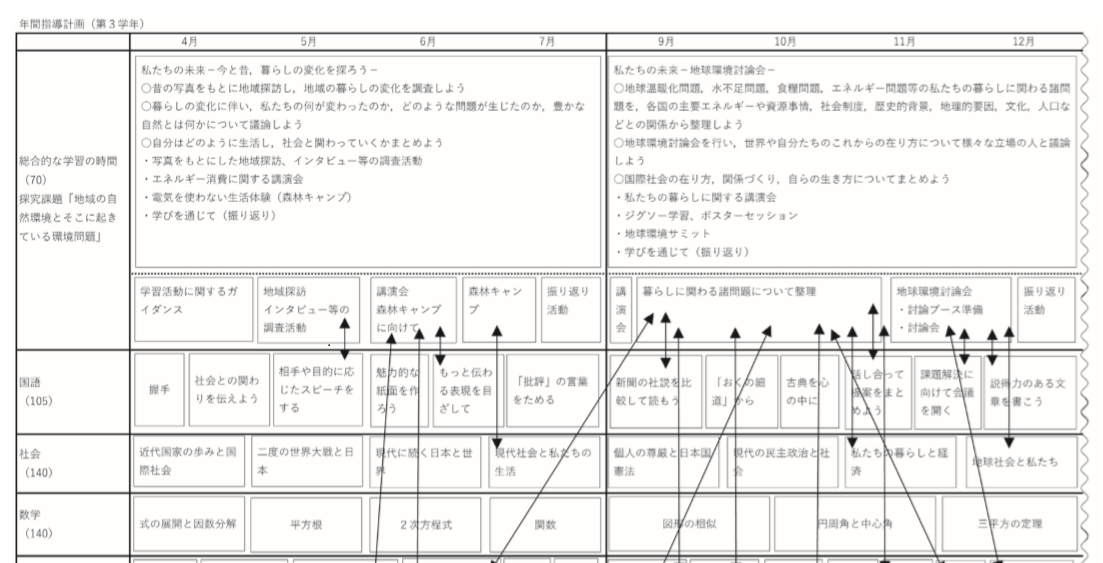 年間指導計画（第３学年）
4月 5月 6月 7月 9月 10月 11月 12月
総合的な学習の時間
（70）
探究課題「地域の自
然環境とそこに起き
ている環境問題」
私たちの未来－今と昔，暮らしの変化を探ろう－
○昔の写真をもとに地域探訪し，地域の暮らしの変化を調査しよう
○暮らしの変化に伴い，私たちの何が変わったのか，どのような問題が生じたのか，豊かな
自然とは何かについて議論しよう
○自分はどのように生活し，社会と関わっていくかまとめよう
・写真をもとにした地域探訪、インタビュー等の調査活動
・エネルギー消費に関する講演会
・電気を使わない生活体験（森林キャンプ）
・学びを通じて（振り返り）
私たちの未来－地球環境討論会－
○地球温暖化問題，水不足問題，食糧問題，エネルギー問題等の私たちの暮らしに関わる諸問
題を，各国の主要エネルギーや資源事情，社会制度，歴史的背景，地理的要因，文化，人口な
どとの関係から整理しよう
○地球環境討論会を行い，世界や自分たちのこれからの在り方について様々な立場の人と議論
しよう
○国際社会の在り方，関係づくり，自らの生き方についてまとめよう
・私たちの暮らしに関する講演会
・ジグソー学習、ポスターセッション
・地球環境サミット
・学びを通じて（振り返り）
学習活動に関するガ
イダンス
地域探訪
インタビュー等の
調査活動
講演会
森林キャンプ
に向けて
森林キャン
プ
振り返り
活動
講
演
会
暮らしに関わる諸問題について整理
地球環境討論会
・討論ブース準備
・討論会
振り返り
活動
国語
（105）
握手
社会との関わ
りを伝えよう
相手や目的に応
じたスピーチを
する
魅力的な
紙面を作
ろう
もっと伝わ
る表現を目
ざして
「批評」の言葉
をためる
新聞の社説を比
較して読もう
「おくの細
道」から
古典を心
の中に
話し合って
提案をまと
めよう
課題解決に
向けて会議
を開く
説得力のある文
章を書こう
社会
（140）
近代国家の歩みと国
際社会
二度の世界大戦と日
本
現代に続く日本と世
界
現代社会と私たちの
生活
個人の尊厳と日本国
憲法
現代の民主政治と社
会
私たちの暮らしと経
済
地球社会と私たち
数学
（140）
式の展開と因数分解
平方根
２次方程式
関数
図形の相似
円周角と中心角
三平方の定理